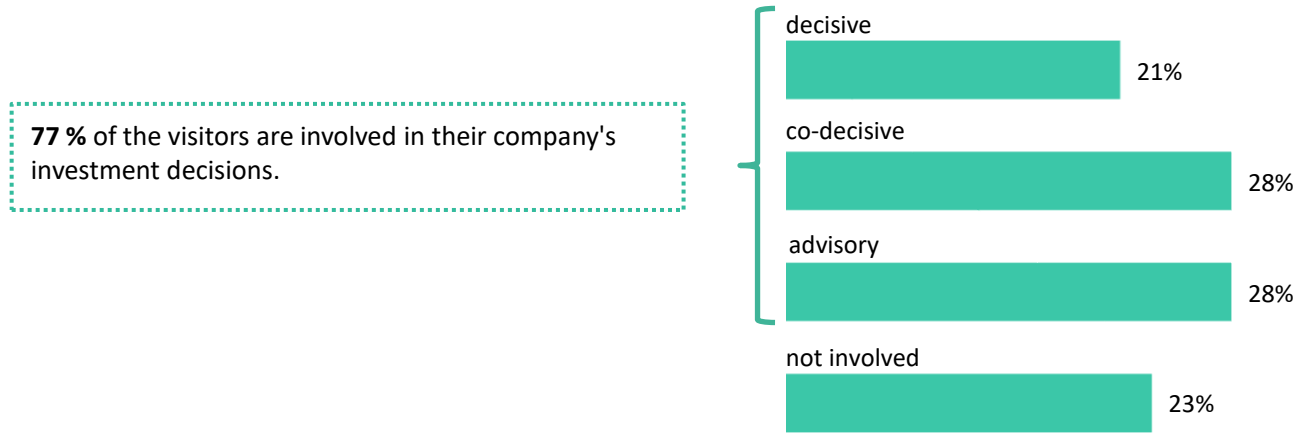 77 % of the visitors are involved in their company's
investment decisions.
decisive
21%
co-decisive
28%
advisory
28%
not involved
23%